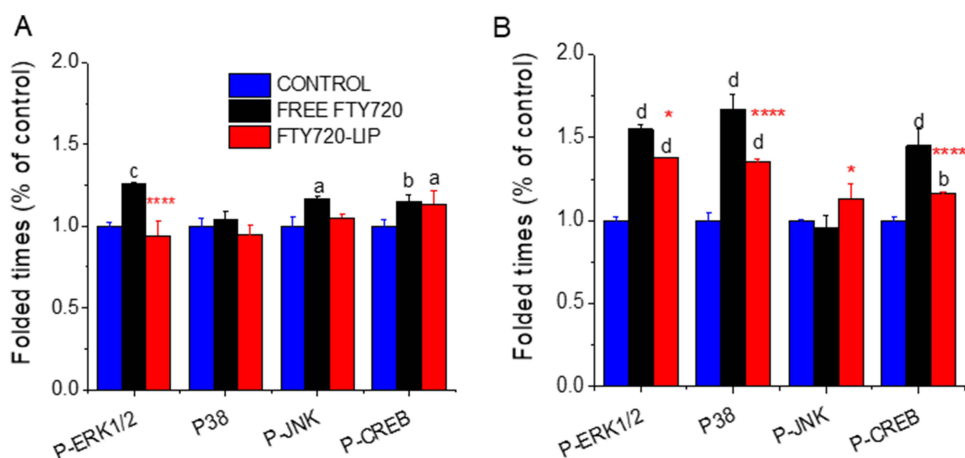 A
Folded times (% of control)
2.0
1.5
1.0
0.5
0.0
CONTROL
FREE FTY720
FTY720-LIP
c
****
a
b
a
P-ERK1/2
P38
P-JNK
P-CREB
B
Folded times (% of control)
2.0
1.5
1.0
0.5
0.0
d
*
d
d
****
d
*
d
****
b
P-ERK1/2
P38
P-JNK
P-CREB